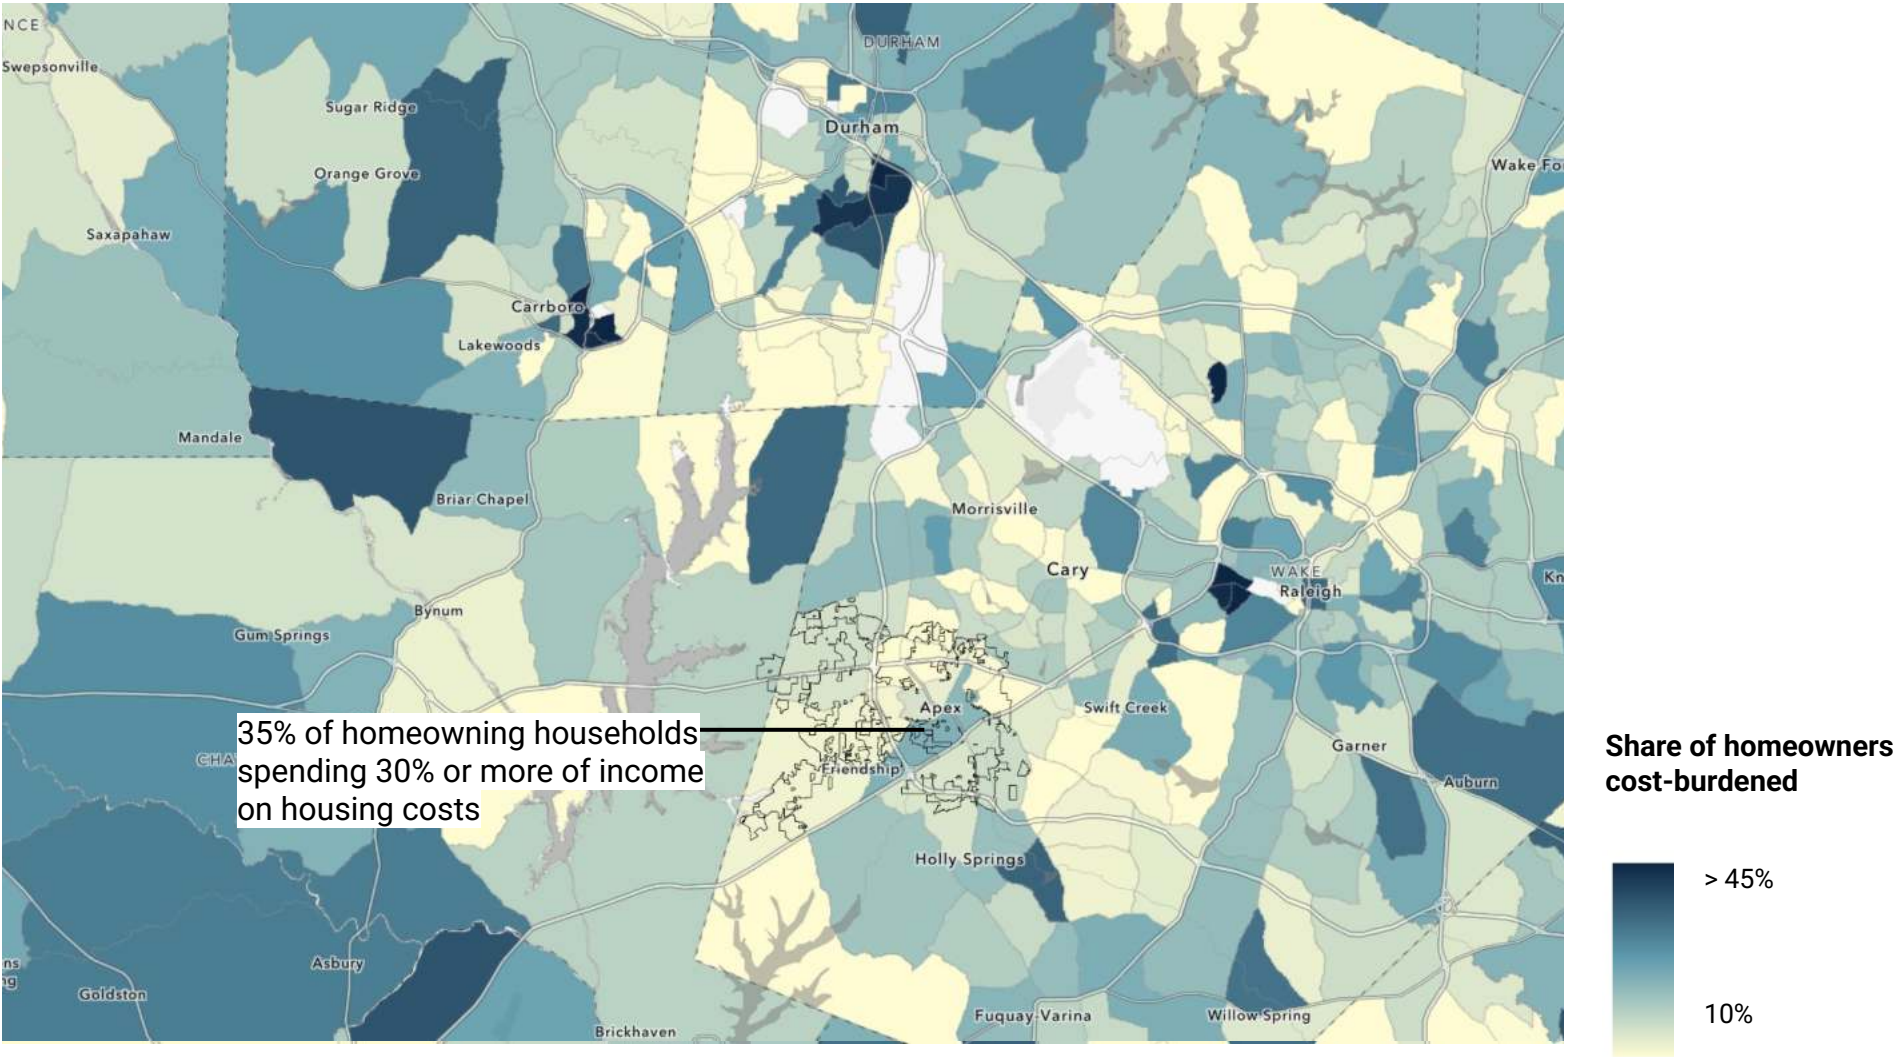 NCE
DURHAM
Swepsonville
Sugar Ridge
Durham
Orange Grove
Wake Fo
Saxapahaw
Carrboro
Lakewoods
Mandale
Briar Chapel
Morrisville
Cary
WAKE
Raleigh
Kn
Bynum
Gum Springs
Apex
Swift Creek
35% of homeowning households
spending 30% or more of income
on housing costs
CHA
Friendship
Garner
Auburn
Share of homeowners
cost-burdened
> 45%
10%
Holly Springs
Asbury
ns
ng
Goldston
Brickhaven
Fuquay-Varina
Willow Spring